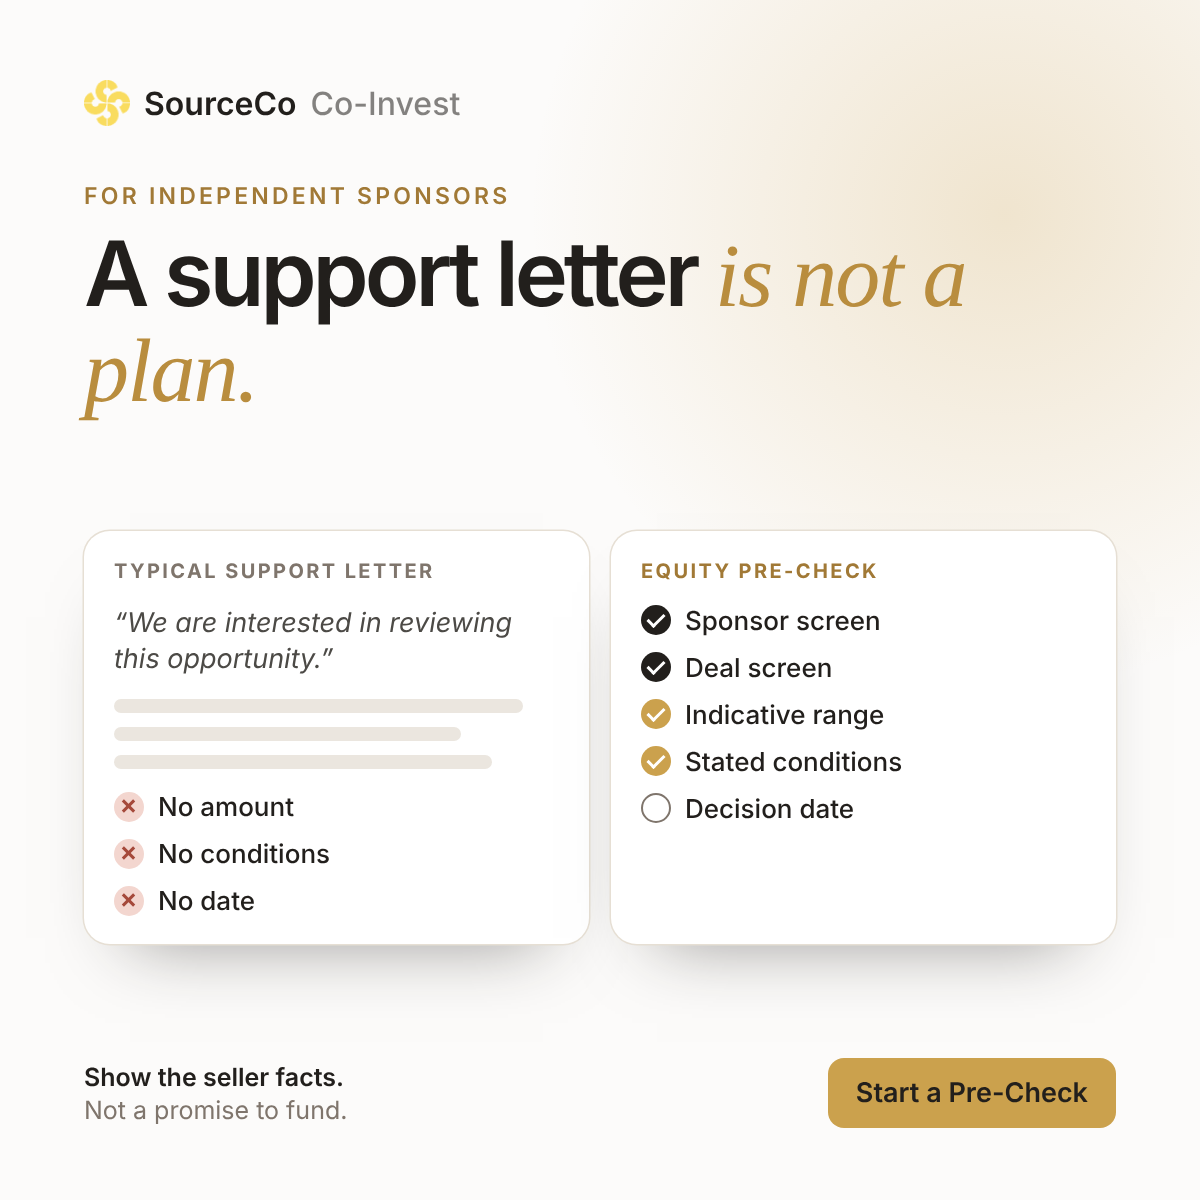 SourceCo Co-Invest
FOR INDEPENDENT SPONSORS
A support letter is not a
plan.
TYPICAL SUPPORT LETTER
“We are interested in reviewing
this opportunity.”
No amount
No conditions
No date
EQUITY PRE-CHECK
Sponsor screen
Deal screen
Indicative range
Stated conditions
Decision date
Show the seller facts.
Not a promise to fund.
Start a Pre-Check